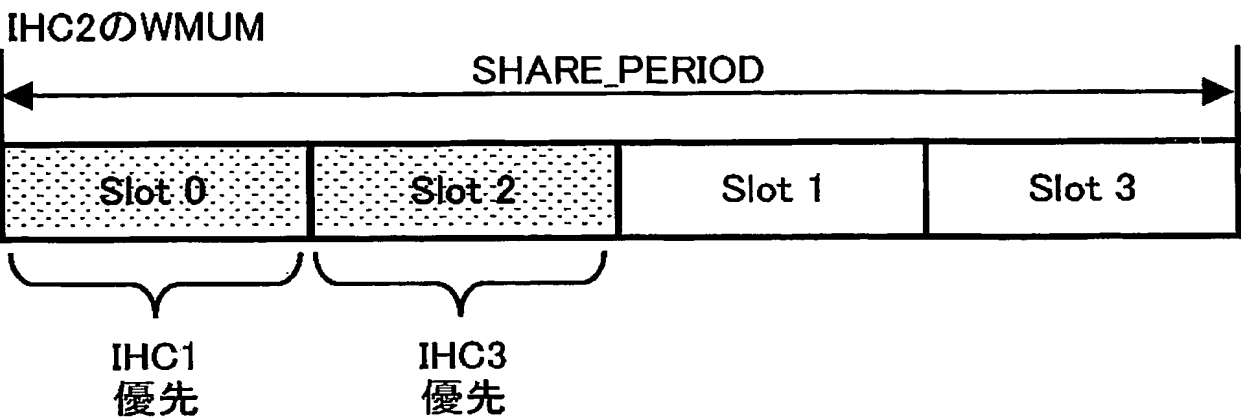 IHC2のWMUM
SHARE_PERIOD
Slot 0
Slot 2
Slot 1
Slot 3
IHC1
優先
IHC3
優先